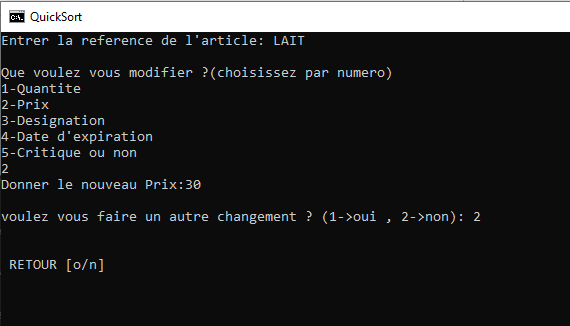 QuickSort
Entrer la reference de l'article: LAIT
Que voulez vous modifier ?(choisissez par numero)
1-Quantite
2-Prix
3-Designation
4-Date d'expiration
5-Critique ou non
2
Donner le nouveau Prix:30
voulez vous faire un autre changement ? (1->oui , 2->non): 2
RETOUR [o/n]